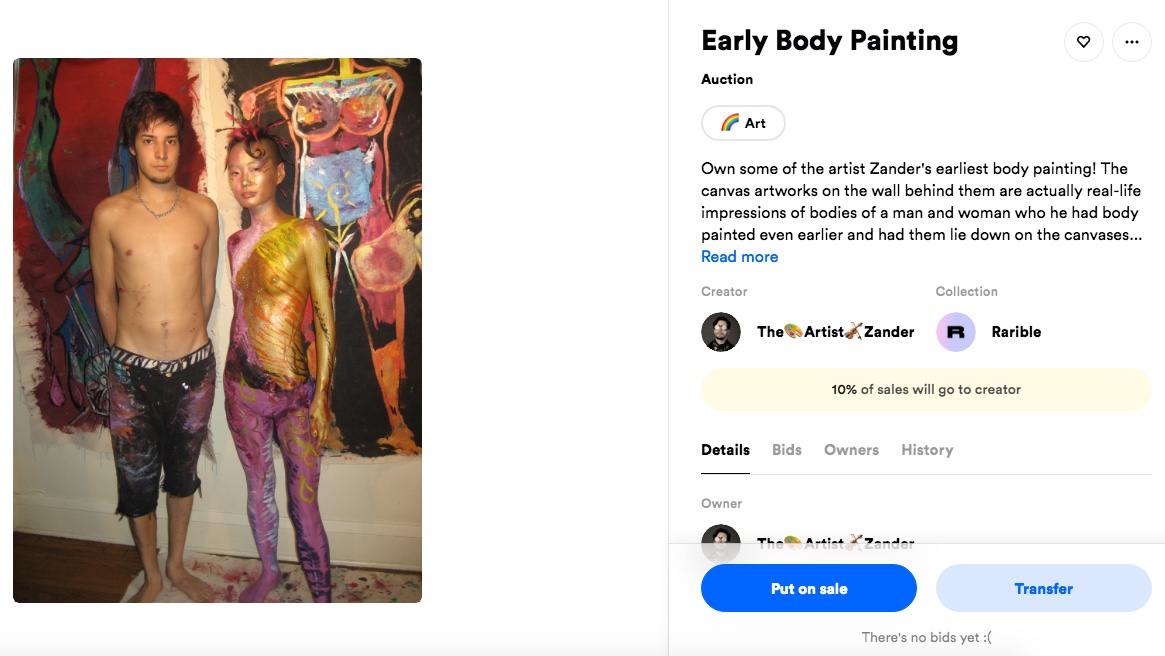 Early Body Painting
Auction
Art
Own some of the artist Zander's earliest body painting! The
canvas artworks on the wall behind them are actually real-life
impressions of bodies of a man and woman who he had body
painted even earlier and had them lie down on the canvases...
Read more
Creator
Collection
The🎨Artist🎻Zander
R
Rarible
10% of sales will go to creator
Details Bids Owners History
Owner
The🎨Artist🎻Zander
Put on sale
Transfer
There's no bids yet :(